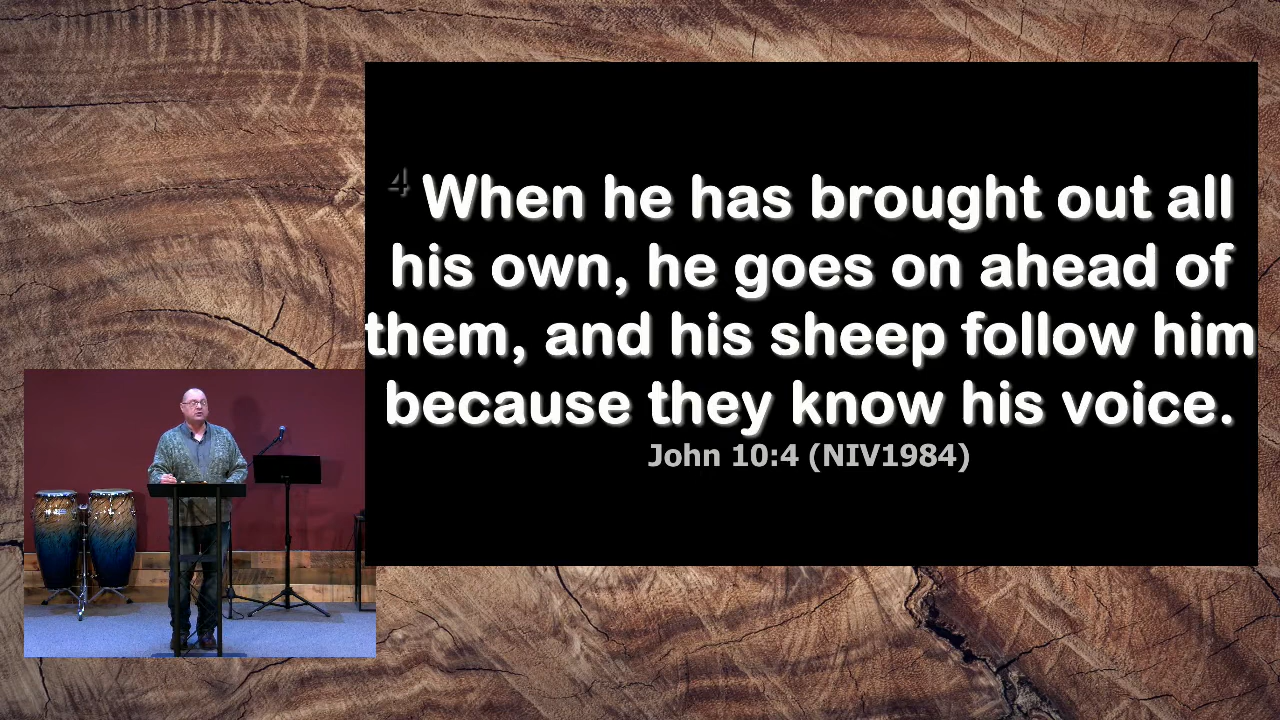 4 When he has brought out all
his own, he goes on ahead of
them, and his sheep follow him
because they know his voice.
John 10:4 (NIV1984)